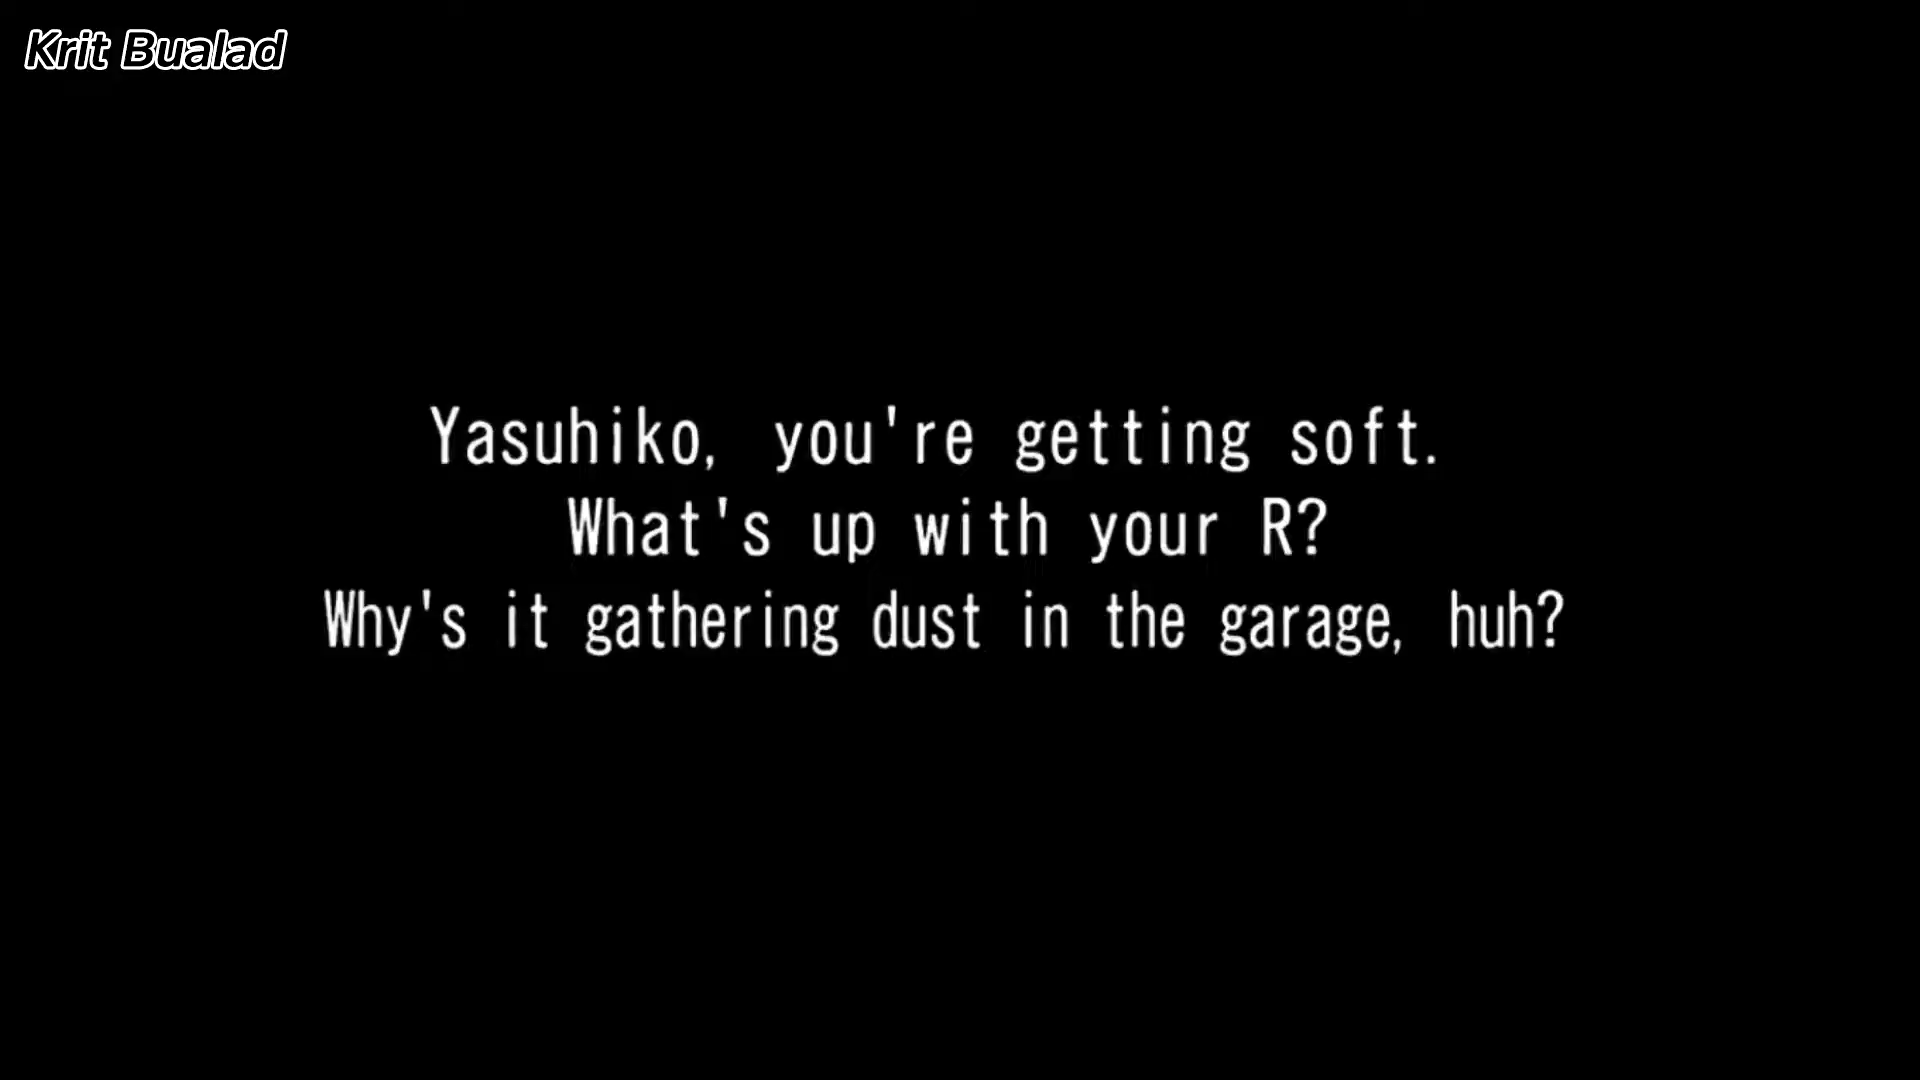 Krit Bualad
Yasuhiko, you're getting soft.
What's up with your R?
Why's it gathering dust in the garage, huh?